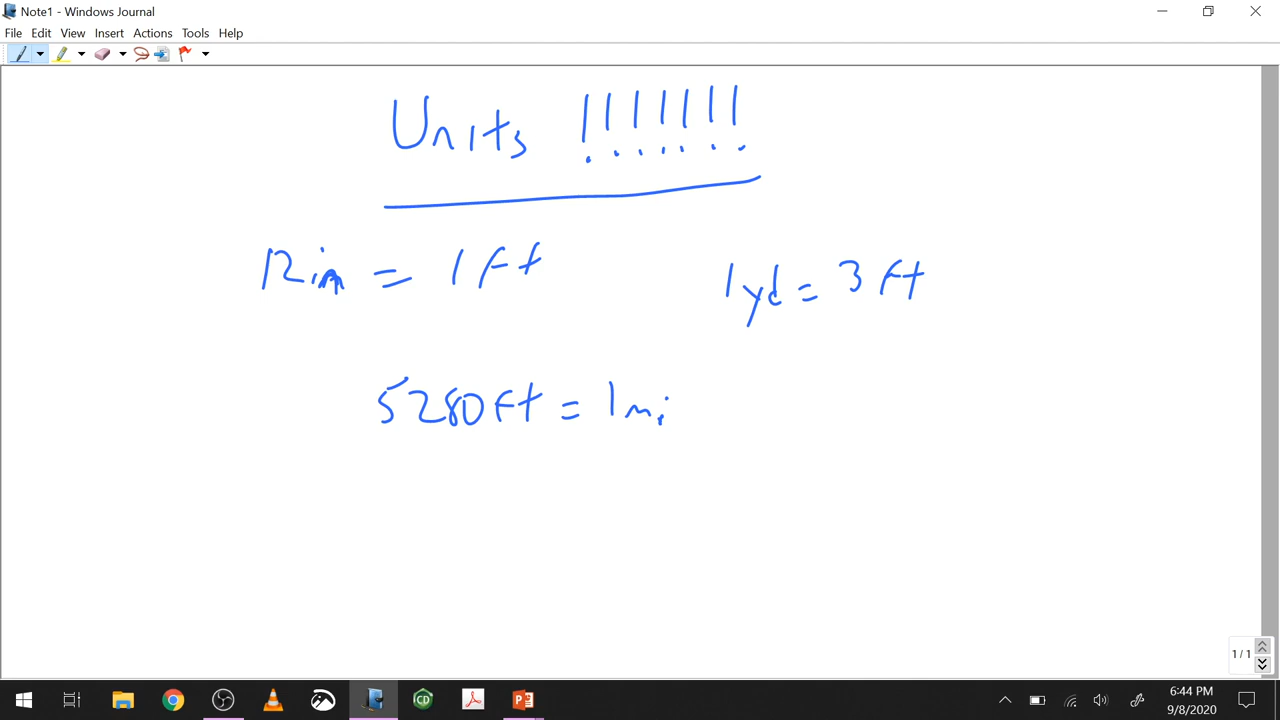 Note1 - Windows Journal
File Edit View Insert Actions Tools Help
Units !!!!!!!
12in = 1ft
1yd = 3ft
5280ft = 1mi
1 / 1
CD
6:44 PM
9/8/2020